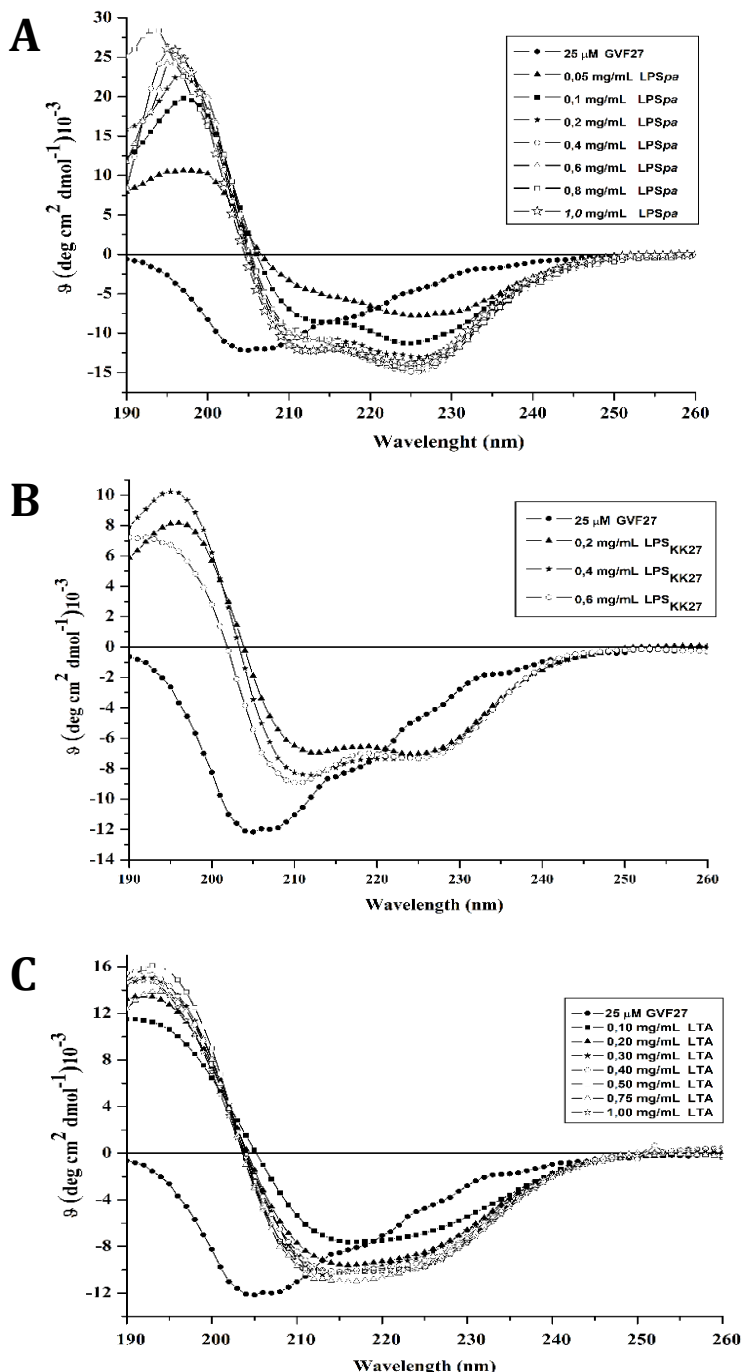 A
30
25
20
15
10
5
0
-5
-10
-15
190 200 210 220 230 240 250 260
ϑ (deg cm2 dmol-1)10-3
Wavelenght (nm)
25 μM GVF27
0,05 mg/mL LPSpa
0,1 mg/mL LPSpa
0,2 mg/mL LPSpa
0,4 mg/mL LPSpa
0,6 mg/mL LPSpa
0,8 mg/mL LPSpa
1,0 mg/mL LPSpa
B
10
8
6
4
2
0
-2
-4
-6
-8
-10
-12
-14
190 200 210 220 230 240 250 260
ϑ (deg cm2 dmol-1)10-3
Wavelength (nm)
25 μM GVF27
0,2 mg/mL LPSKK27
0,4 mg/mL LPSKK27
0,6 mg/mL LPSKK27
C
16
12
8
4
0
-4
-8
-12
190 200 210 220 230 240 250 260
ϑ (deg cm2 dmol-1)10-3
Wavelength (nm)
25 μM GVF27
0,10 mg/mL LTA
0,20 mg/mL LTA
0,30 mg/mL LTA
0,40 mg/mL LTA
0,50 mg/mL LTA
0,75 mg/mL LTA
1,00 mg/mL LTA